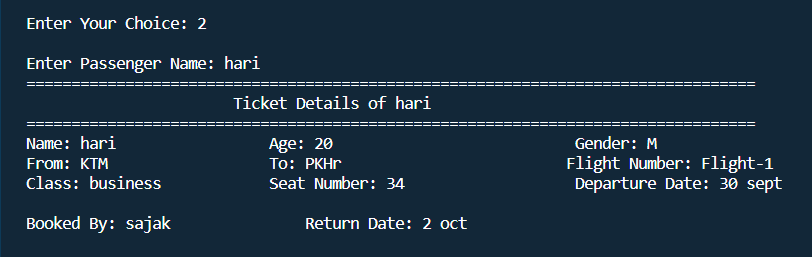 Enter Your Choice: 2
Enter Passenger Name: hari
=================================================================================
Ticket Details of hari
=================================================================================
Name: hari Age: 20 Gender: M
From: KTM To: PKHr Flight Number: Flight-1
Class: business Seat Number: 34 Departure Date: 30 sept
Booked By: sajak Return Date: 2 oct